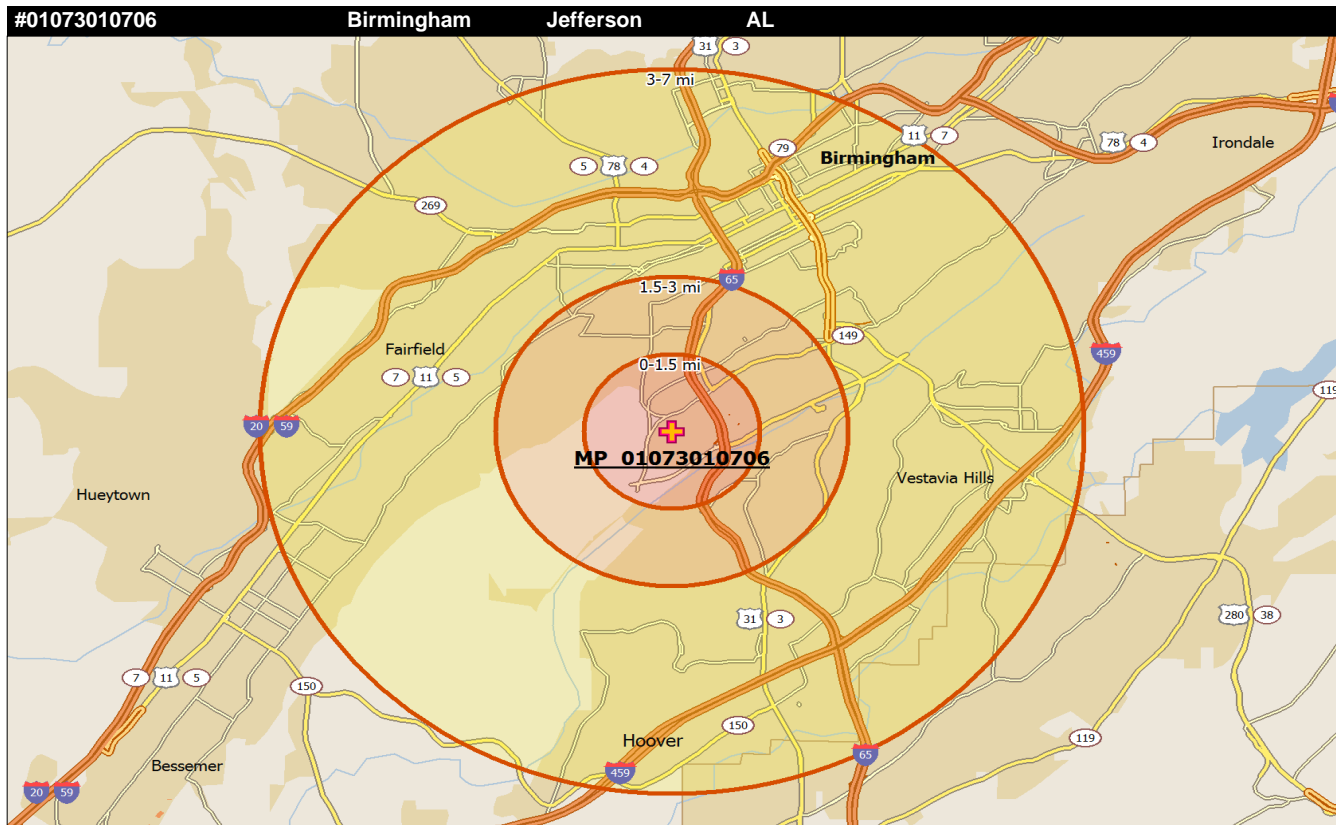 #01073010706 Birmingham Jefferson AL
31 3
3-7 mi
11 7
79
78 4
Irondale
Birmingham
5 78 4
269
65
1.5-3 mi
149
Fairfield
459
0-1.5 mi
7 11 5
119
20 59
MP 01073010706
Vestavia Hills
Hueytown
31 3
280 38
7 11 5
150
150
119
Hoover
65
Bessemer
459
20 59